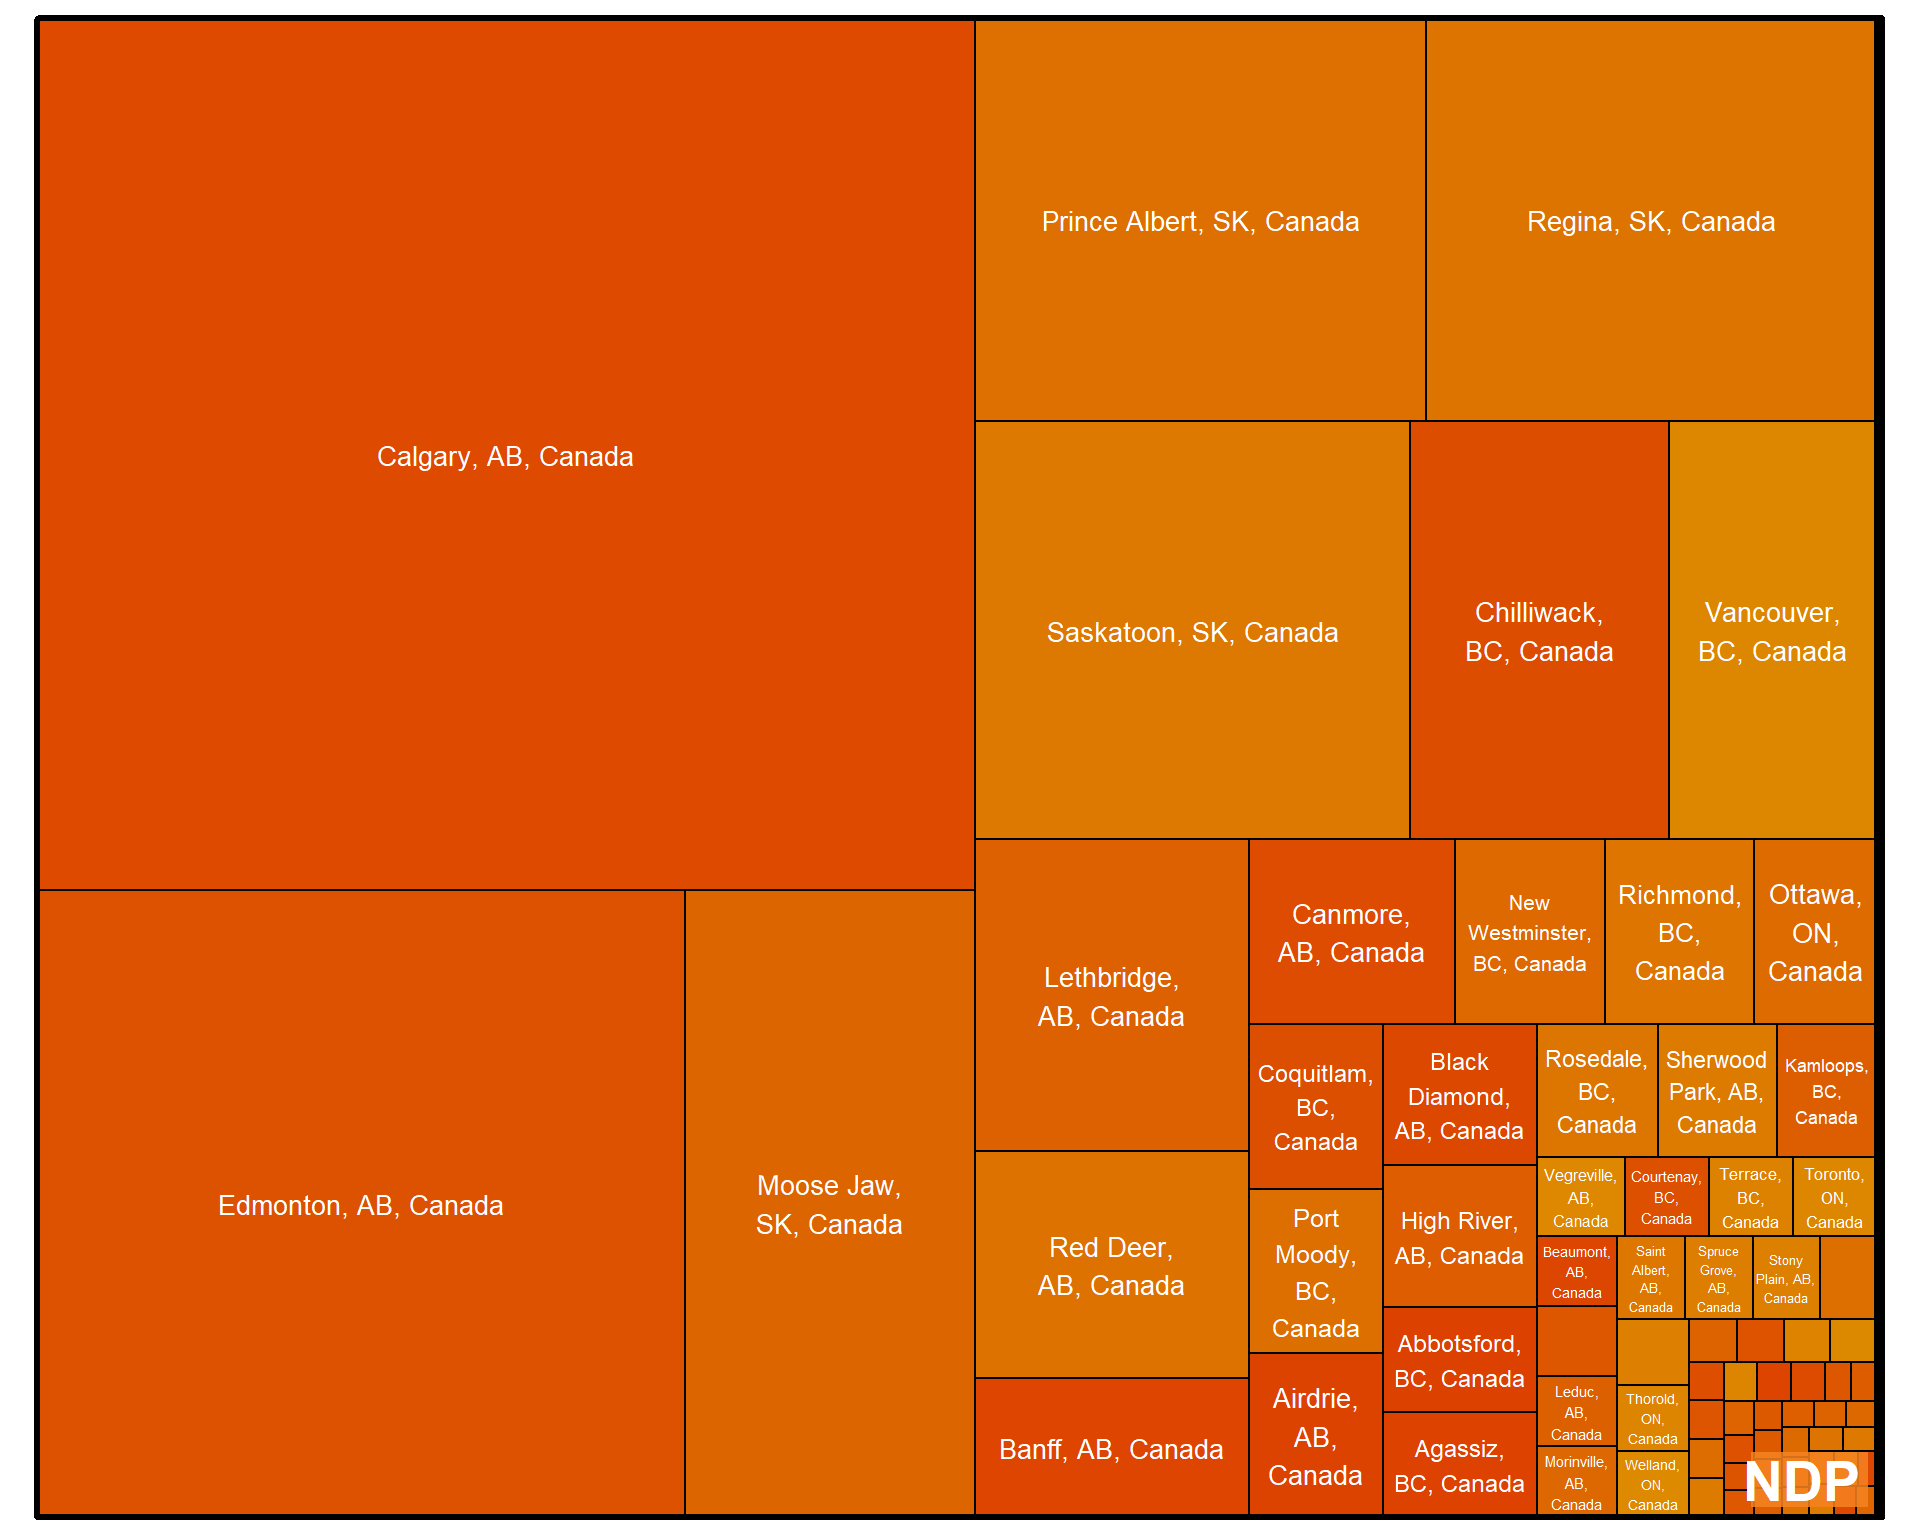 Calgary, AB, Canada
Edmonton, AB, Canada
Moose Jaw,
SK, Canada
Prince Albert, SK, Canada
Regina, SK, Canada
Saskatoon, SK, Canada
Chilliwack,
BC, Canada
Vancouver,
BC, Canada
Lethbridge,
AB, Canada
Red Deer,
AB, Canada
Banff, AB, Canada
Canmore,
AB, Canada
New
Westminster,
BC, Canada
Richmond,
BC,
Canada
Ottawa,
ON,
Canada
Coquitlam,
BC,
Canada
Port
Moody,
BC,
Canada
Airdrie,
AB,
Canada
Black
Diamond,
AB, Canada
High River,
AB, Canada
Abbotsford,
BC, Canada
Agassiz,
BC, Canada
Rosedale,
BC,
Canada
Sherwood
Park, AB,
Canada
Kamloops,
BC,
Canada
Vegreville,
AB,
Canada
Courtenay,
BC,
Canada
Terrace,
BC,
Canada
Toronto,
ON,
Canada
Beaumont,
AB,
Canada
Saint
Albert,
AB,
Canada
Spruce
Grove,
AB,
Canada
Stony
Plain, AB,
Canada
Leduc,
AB,
Canada
Morinville,
AB,
Canada
Thorold,
ON,
Canada
Welland,
ON,
Canada
NDP